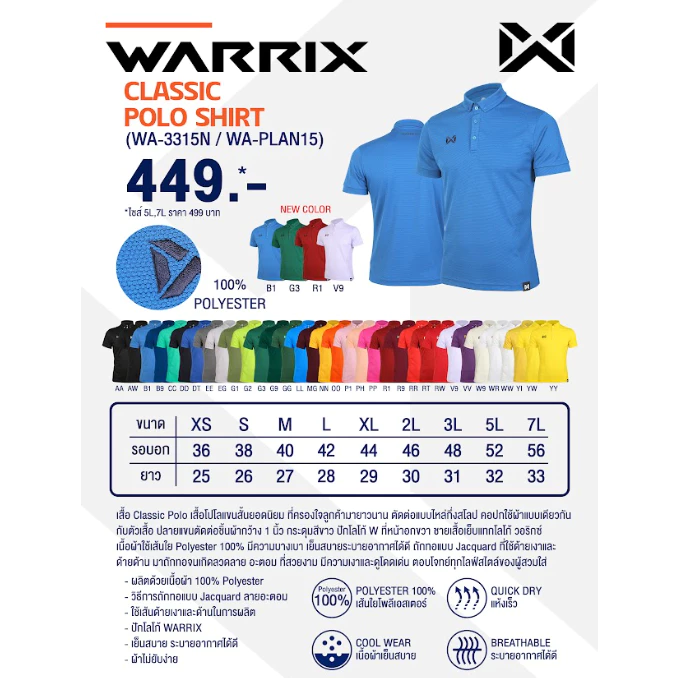 WARRIX
CLASSIC
POLO SHIRT
(WA-3315N / WA-PLAN15)
449.-*
*ไซส์ 5L,7L ราคา 499 บาท
NEW COLOR
B1 G3 R1 V9
100%
POLYESTER
AA AW B1 B9 CC DD DT EE EG G1 G2 G3 G9 GG LL MG NN OO P1 PH PP R1 R9 RR RT RW V9 VV W9 WR WW YI YW YY
ขนาด XS S M L XL 2L 3L 5L 7L
รอบอก 36 38 40 42 44 46 48 52 56
ยาว 25 26 27 28 29 30 31 32 33
เสื้อ Classic Polo เสื้อโปโลแขนสั้นยอดนิยม ที่ครองใจลูกค้ามายาวนาน ตัดต่อแบบไหล่กึ่งสโลป คอปกใช้ผ้าแบบเดียวกัน
กับตัวเสื้อ ปลายแขนตัดต่อชิ้นผ้ากว้าง 1 นิ้ว กระดุมสีขาว ปักโลโก้ W ที่หน้าอกขวา ชายเสื้อเย็บแถกโลโก้ วอริกซ์
เนื้อผ้าใช้เส้นใย Polyester 100% มีความบางเบา เย็นสบายระบายอากาศได้ดี ถักทอแบบ Jacquard ที่ใช้ด้ายเงาและ
ด้ายด้าน มาถักทอจนเกิดลวดลาย อะตอม ที่สวยงาม มีความเงาและดูโดดเด่น ตอบโจทย์ทุกไลฟ์สไตล์ของผู้สวมใส่
- ผลิตด้วยเนื้อผ้า 100% Polyester
- วิธีการถักทอแบบ Jacquard ลายอะตอม
- ใช้เส้นด้ายเงาและด้านในการผลิต
- ปักโลโก้ WARRIX
- เย็นสบาย ระบายอากาศได้ดี
- ผ้าไม่ยับง่าย
Polyester
100%
POLYESTER 100%
เส้นใยโพลีเอสเตอร์
QUICK DRY
แห้งเร็ว
COOL WEAR
เนื้อผ้าเย็นสบาย
BREATHABLE
ระบายอากาศได้ดี